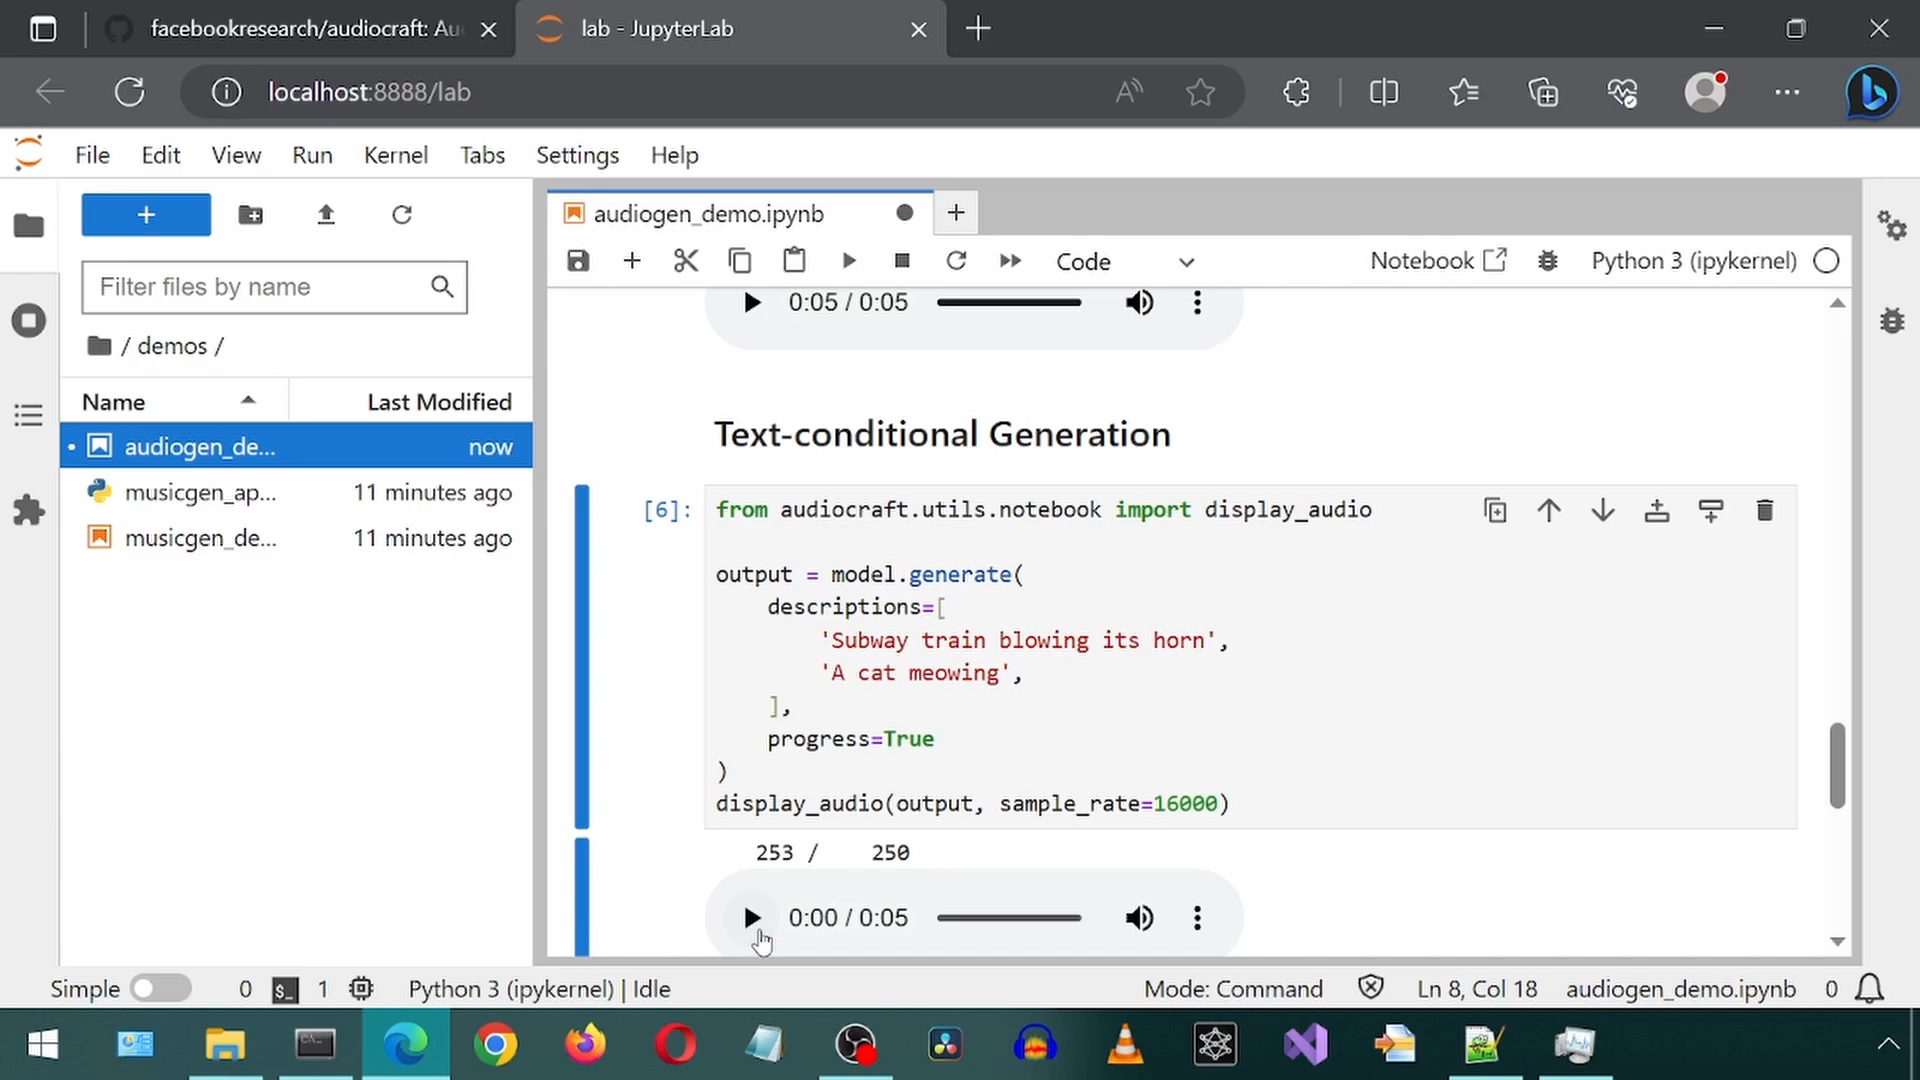 facebookresearch/audiocraft: Au
lab - JupyterLab
localhost:8888/lab
File Edit View Run Kernel Tabs Settings Help
audiogen_demo.ipynb
Filter files by name
Code
Notebook
Python 3 (ipykernel)
/ demos /
Name Last Modified
audiogen_de... now
musicgen_ap... 11 minutes ago
musicgen_de... 11 minutes ago
0:05 / 0:05
Text-conditional Generation
[6]: from audiocraft.utils.notebook import display_audio
output = model.generate(
descriptions=[
'Subway train blowing its horn',
'A cat meowing',
],
progress=True
)
display_audio(output, sample_rate=16000)
253 / 250
0:00 / 0:05
Simple 0 $_ 1 Python 3 (ipykernel) | Idle Mode: Command Ln 8, Col 18 audiogen_demo.ipynb 0